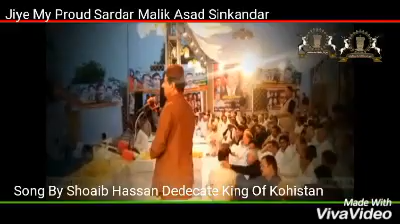 Jiye My Proud Sardar Malik Asad Sinkandar
Song By Shoaib Hassan Dedecate King Of Kohistan
Made With
VivaVideo